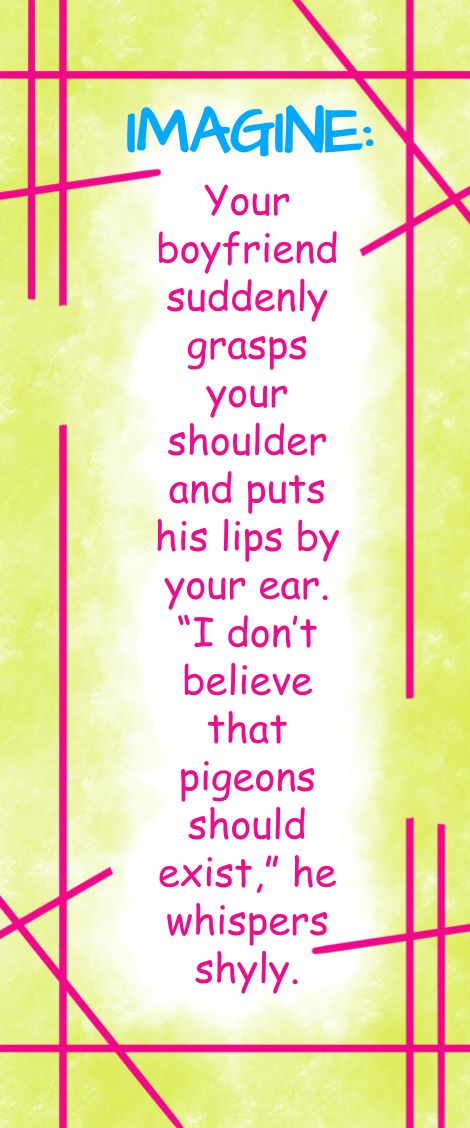 IMAGINE:
Your
boyfriend
suddenly
grasps
your
shoulder
and puts
his lips by
your ear.
“I don’t
believe
that
pigeons
should
exist,” he
whispers
shyly.